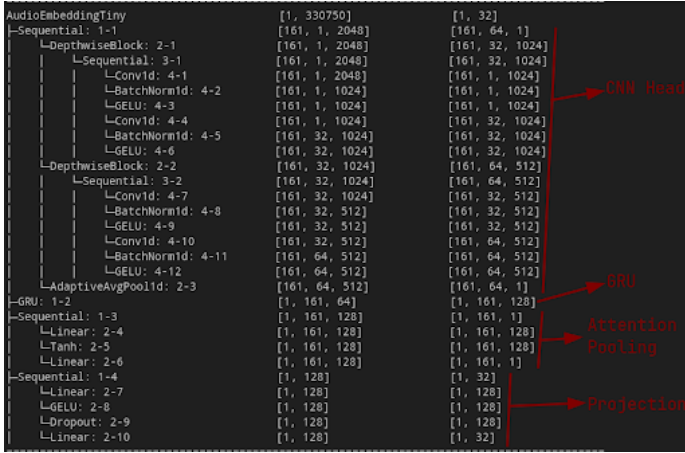 AudioEmbeddingTiny [1, 330750] [1, 32]
├─Sequential: 1-1 [161, 1, 2048] [161, 64, 1]
│ └─DepthwiseBlock: 2-1 [161, 1, 2048] [161, 32, 1024]
│ │ └─Sequential: 3-1 [161, 1, 2048] [161, 32, 1024]
│ │ │ └─Conv1d: 4-1 [161, 1, 2048] [161, 1, 1024]
│ │ │ └─BatchNorm1d: 4-2 [161, 1, 1024] [161, 1, 1024]
│ │ │ └─GELU: 4-3 [161, 1, 1024] [161, 1, 1024]
│ │ │ └─Conv1d: 4-4 [161, 1, 1024] [161, 32, 1024]
│ │ │ └─BatchNorm1d: 4-5 [161, 32, 1024] [161, 32, 1024]
│ │ │ └─GELU: 4-6 [161, 32, 1024] [161, 32, 1024]
│ └─DepthwiseBlock: 2-2 [161, 32, 1024] [161, 64, 512]
│ │ └─Sequential: 3-2 [161, 32, 1024] [161, 64, 512]
│ │ │ └─Conv1d: 4-7 [161, 32, 1024] [161, 32, 512]
│ │ │ └─BatchNorm1d: 4-8 [161, 32, 512] [161, 32, 512]
│ │ │ └─GELU: 4-9 [161, 32, 512] [161, 32, 512]
│ │ │ └─Conv1d: 4-10 [161, 32, 512] [161, 64, 512]
│ │ │ └─BatchNorm1d: 4-11 [161, 64, 512] [161, 64, 512]
│ │ │ └─GELU: 4-12 [161, 64, 512] [161, 64, 512]
│ └─AdaptiveAvgPool1d: 2-3 [161, 64, 512] [161, 64, 1]
├─GRU: 1-2 [1, 161, 64] [1, 161, 128]
├─Sequential: 1-3 [1, 161, 128] [1, 161, 1]
│ └─Linear: 2-4 [1, 161, 128] [1, 161, 128]
│ └─Tanh: 2-5 [1, 161, 128] [1, 161, 128]
│ └─Linear: 2-6 [1, 161, 128] [1, 161, 1]
├─Sequential: 1-4 [1, 128] [1, 32]
│ └─Linear: 2-7 [1, 128] [1, 128]
│ └─GELU: 2-8 [1, 128] [1, 128]
│ └─Dropout: 2-9 [1, 128] [1, 128]
│ └─Linear: 2-10 [1, 128] [1, 32]
CNN Head
GRU
Attention
Pooling
Projection